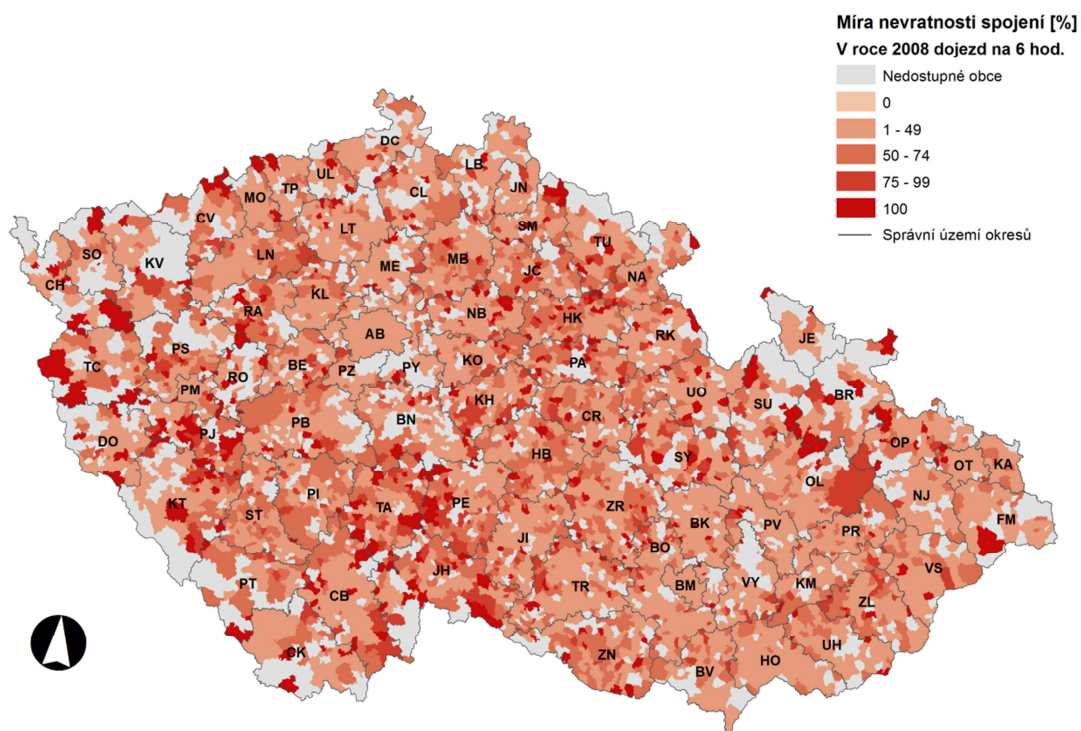 Míra nevratnosti spojení [%]
V roce 2008 dojezd na 6 hod.
Nedostupné obce
0
1 - 49
50 - 74
75 - 99
100
Správní území okresů
DC
LB
UL
TP
MO
CL
JN
CV
SM
LT
TU
SO
KV
LN
ME
MB
JC
NA
CH
KL
RA
NB
HK
AB
RK
JE
PS
TC
BE
PZ
PY
KO
PA
RO
PM
KH
UO
SU
BR
PB
BN
CR
PJ
DO
OP
HB
SY
OT
KA
OL
KT
PI
TA
PE
ZR
NJ
ST
BK
PV
FM
JI
BO
PR
JH
VS
PT
CB
TR
BM
VY
KM
ZL
CK
ZN
BV
HO
UH